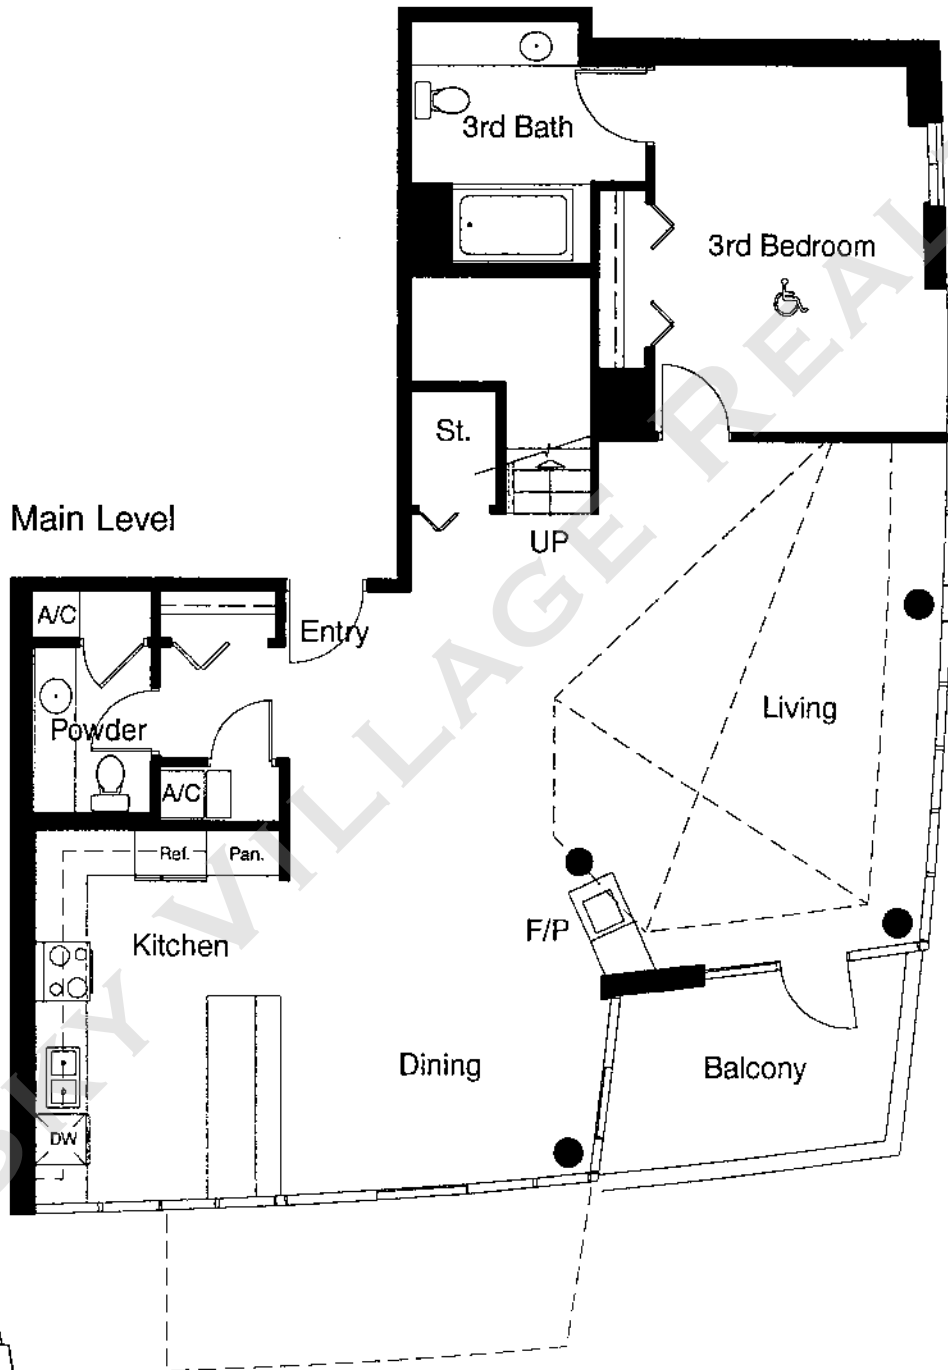 3rd Bath
3rd Bedroom
St.
Main Level
UP
A/C
Entry
Living
Powder
A/C
Ref.
Pan.
F/P
Kitchen
Dining
Balcony
DW
SKY VILLAGE REAL